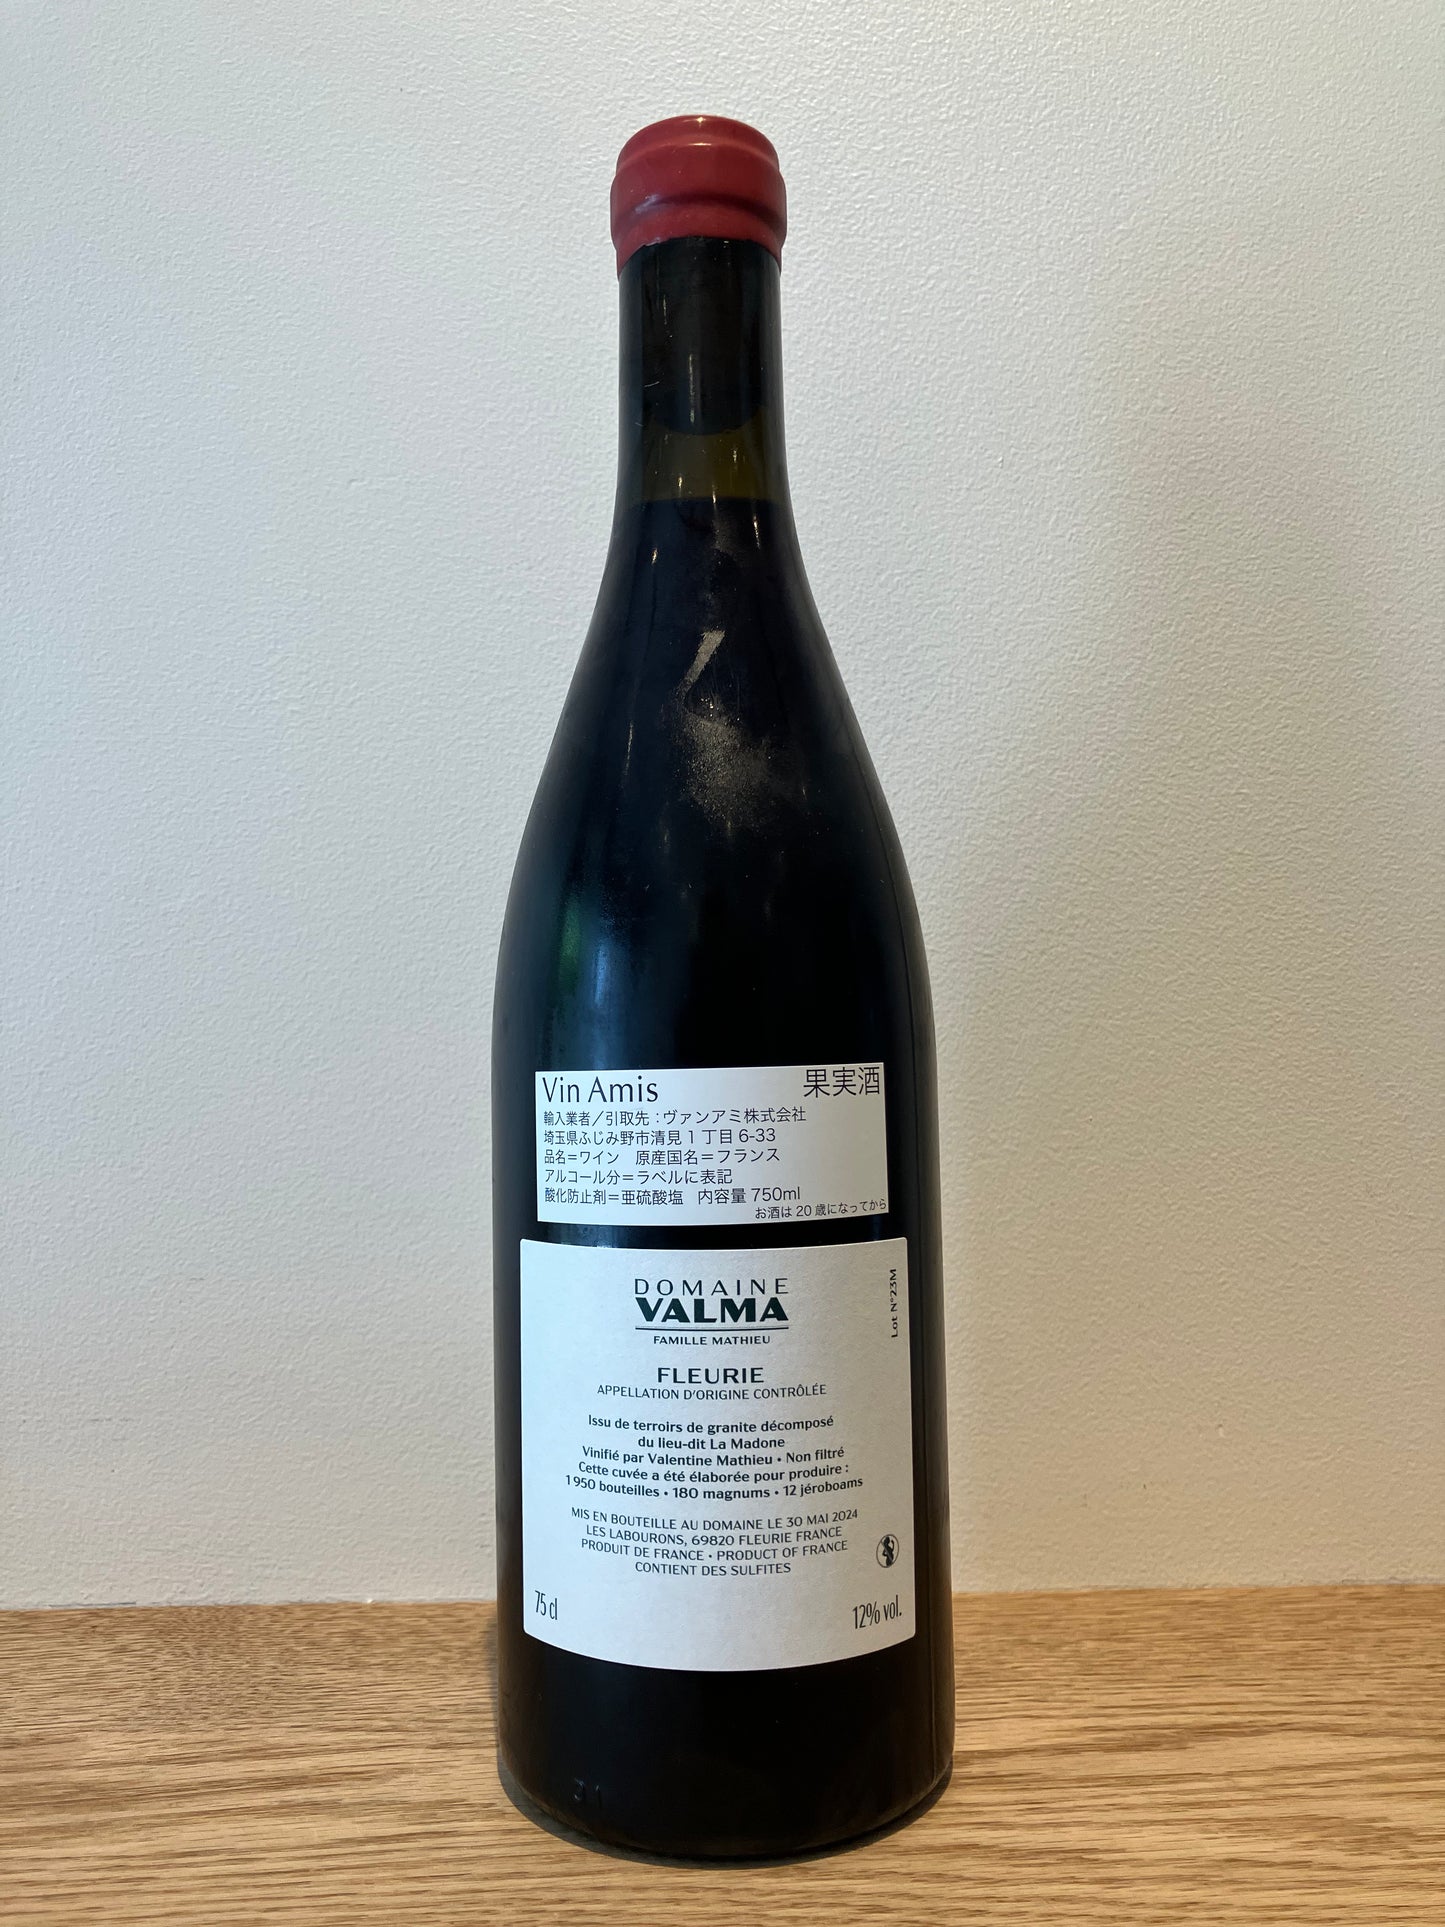 Vin Amis 果実酒
輸入業者／引取先：ヴァンアミ株式会社
埼玉県ふじみ野市清見1丁目6-33
品名＝ワイン 原産国名＝フランス
アルコール分＝ラベルに表記
酸化防止剤＝亜硫酸塩 内容量 750ml
お酒は20歳になってから
DOMAINE
VALMA
FAMILLE MATHIEU
Lot N°23M
FLEURIE
APPELLATION D'ORIGINE CONTRÔLÉE
Issu de terroirs de granite décomposé
du lieu-dit La Madone
Vinifié par Valentine Mathieu • Non filtré
Cette cuvée a été élaborée pour produire :
1950 bouteilles • 180 magnums • 12 jéroboams
MIS EN BOUTEILLE AU DOMAINE LE 30 MAI 2024
LES LABOURONS, 69820 FLEURIE FRANCE
PRODUIT DE FRANCE • PRODUCT OF FRANCE
CONTIENT DES SULFITES
75 cl
12% vol.